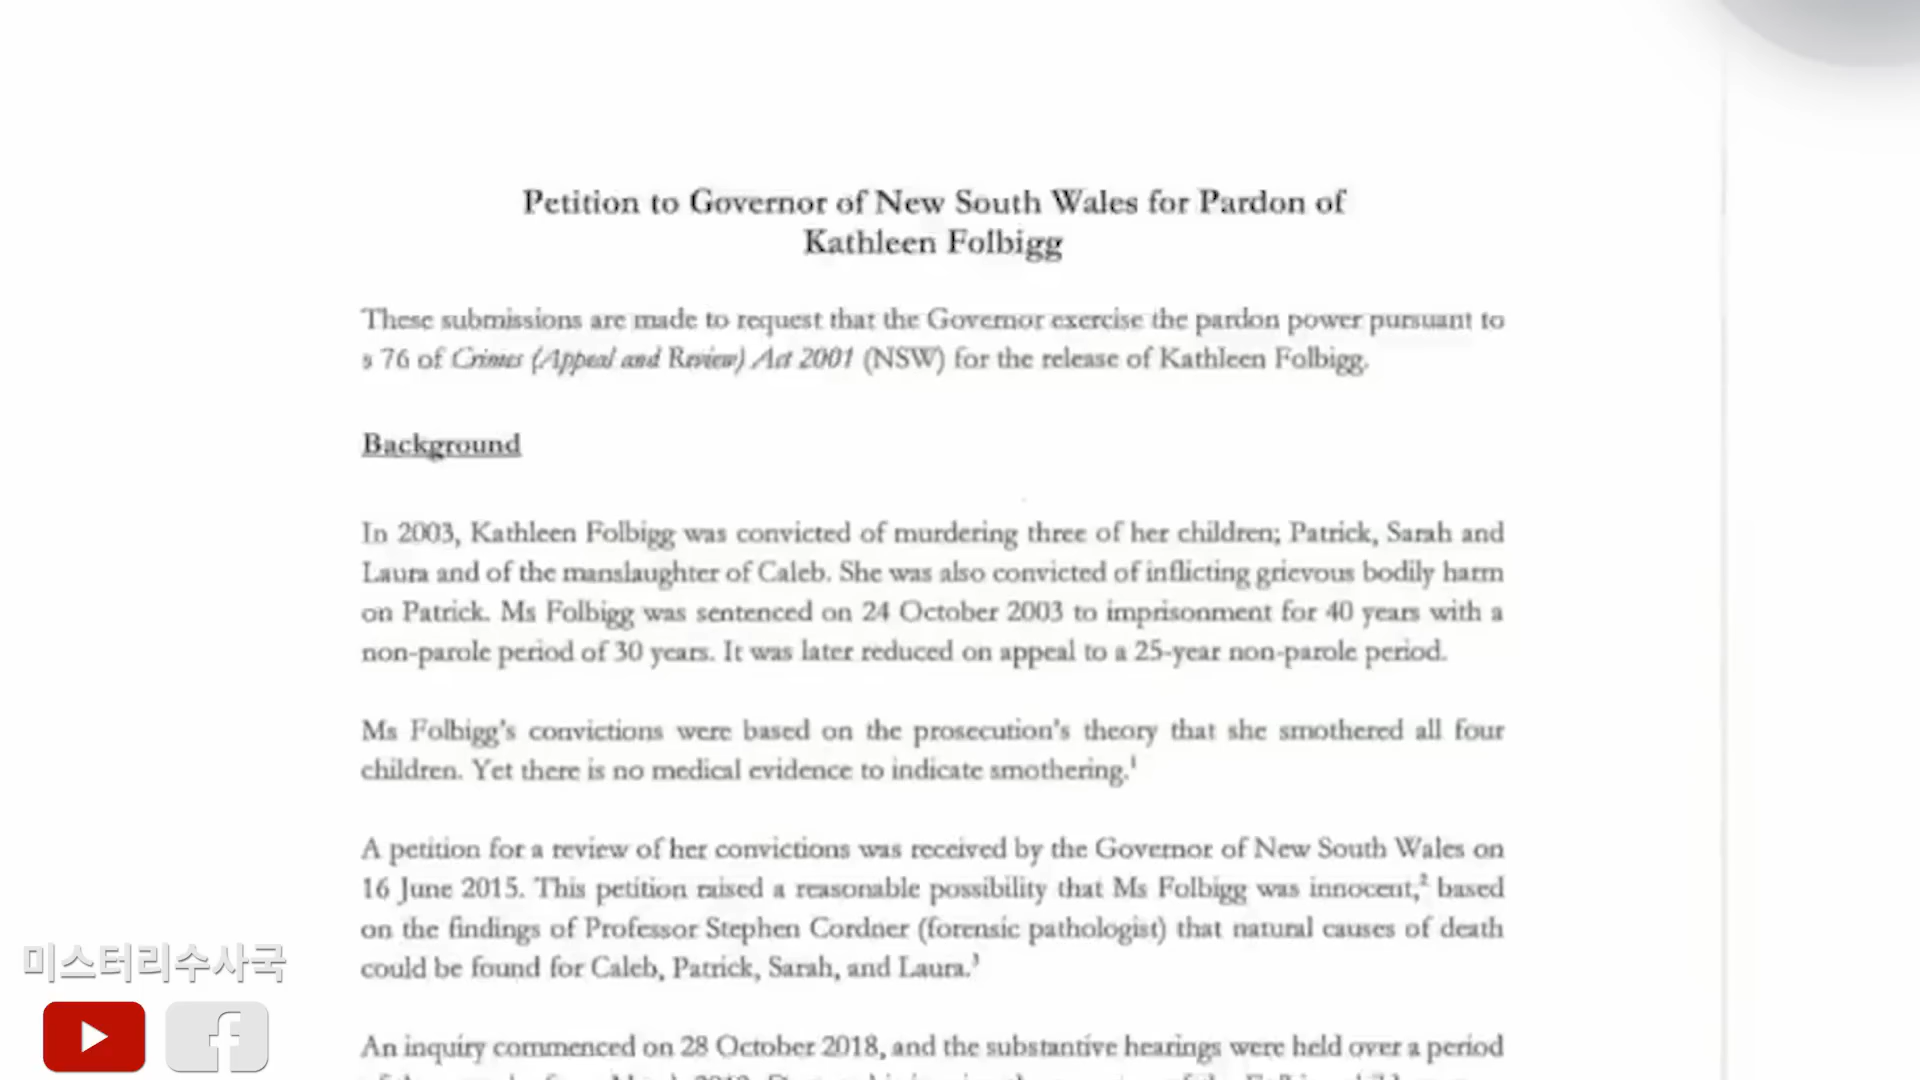 Petition to Governor of New South Wales for Pardon of
Kathleen Folbigg
These submissions are made to request that the Governor exercise the pardon power pursuant to
s 76 of Crimes (Appeal and Review) Act 2001 (NSW) for the release of Kathleen Folbigg.
Background
In 2003, Kathleen Folbigg was convicted of murdering three of her children; Patrick, Sarah and
Laura and of the manslaughter of Caleb. She was also convicted of inflicting grievous bodily harm
on Patrick. Ms Folbigg was sentenced on 24 October 2003 to imprisonment for 40 years with a
non-parole period of 30 years. It was later reduced on appeal to a 25-year non-parole period.
Ms Folbigg's convictions were based on the prosecution's theory that she smothered all four
children. Yet there is no medical evidence to indicate smothering.¹
A petition for a review of her convictions was received by the Governor of New South Wales on
16 June 2015. This petition raised a reasonable possibility that Ms Folbigg was innocent,² based
on the findings of Professor Stephen Cordner (forensic pathologist) that natural causes of death
could be found for Caleb, Patrick, Sarah, and Laura.³
An inquiry commenced on 28 October 2018, and the substantive hearings were held over a period
미스터리수사국